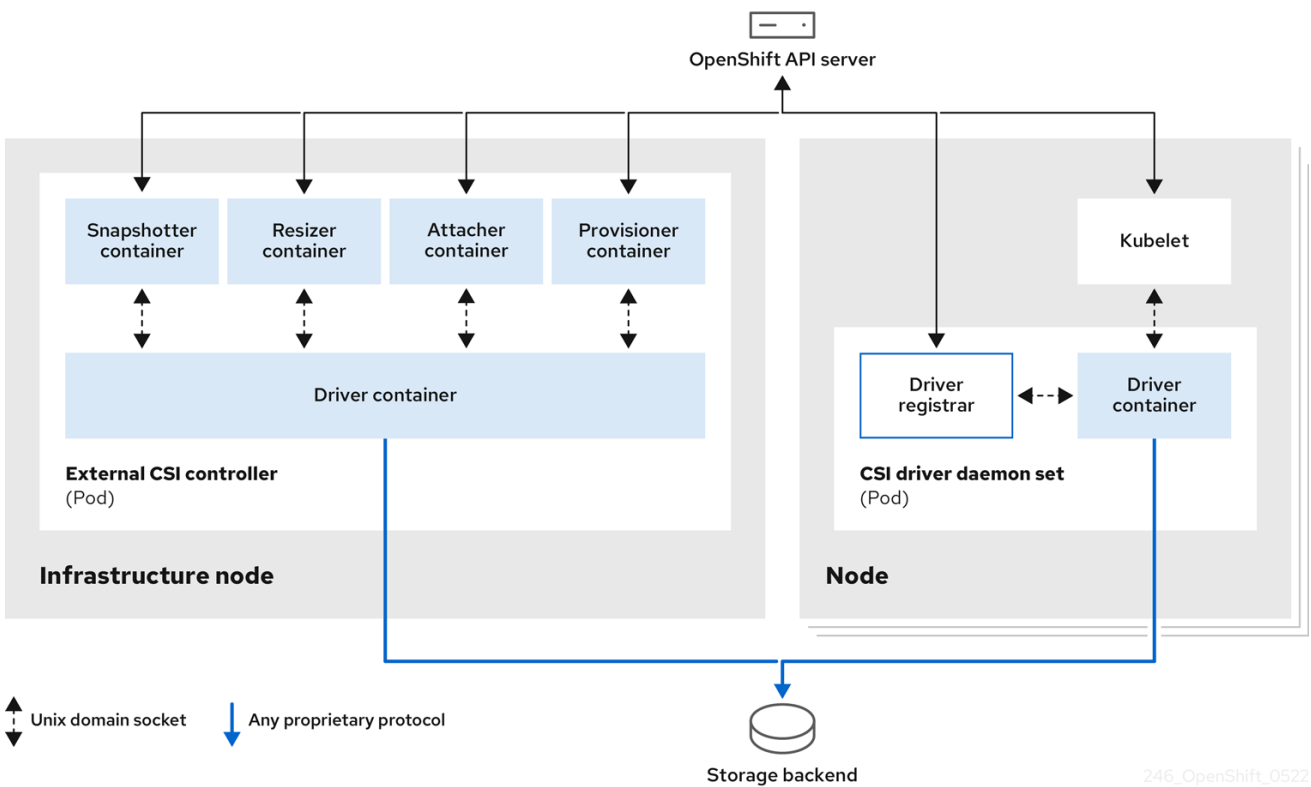 OpenShift API server
Snapshotter
container
Resizer
container
Attacher
container
Provisioner
container
Kubelet
Driver container
Driver
registrar
Driver
container
External CSI controller
(Pod)
CSI driver daemon set
(Pod)
Infrastructure node
Node
Unix domain socket
Any proprietary protocol
Storage backend
246_OpenShift_0522